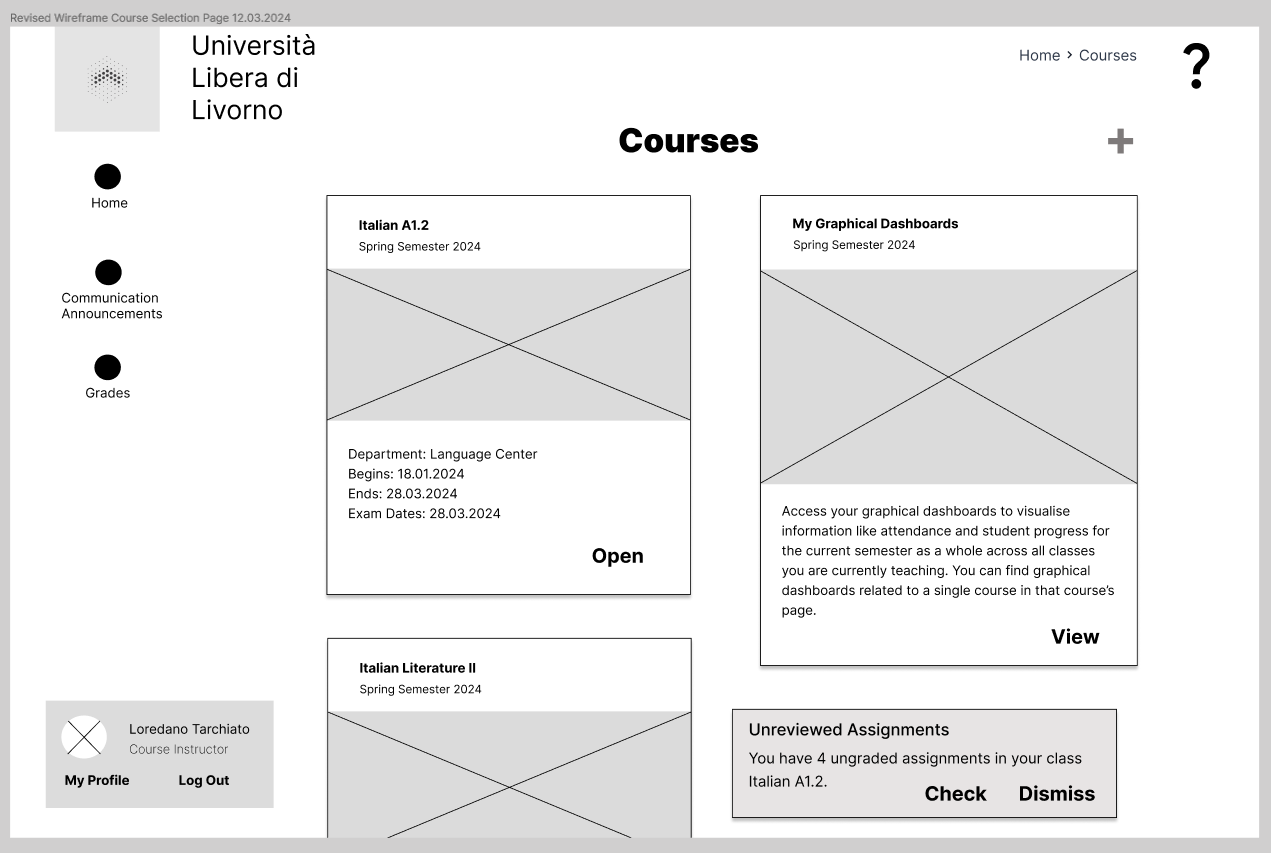 Revised Wireframe Course Selection Page 12.03.2024
Università
Libera di
Livorno
Home > Courses
?
Courses
+
Home
Communication
Announcements
Grades
Italian A1.2
Spring Semester 2024
Department: Language Center
Begins: 18.01.2024
Ends: 28.03.2024
Exam Dates: 28.03.2024
Open
My Graphical Dashboards
Spring Semester 2024
Access your graphical dashboards to visualise
information like attendance and student progress for
the current semester as a whole across all classes
you are currently teaching. You can find graphical
dashboards related to a single course in that course’s
page.
View
Italian Literature II
Spring Semester 2024
Loredano Tarchiato
Course Instructor
My Profile Log Out
Unreviewed Assignments
You have 4 ungraded assignments in your class
Italian A1.2.
Check Dismiss